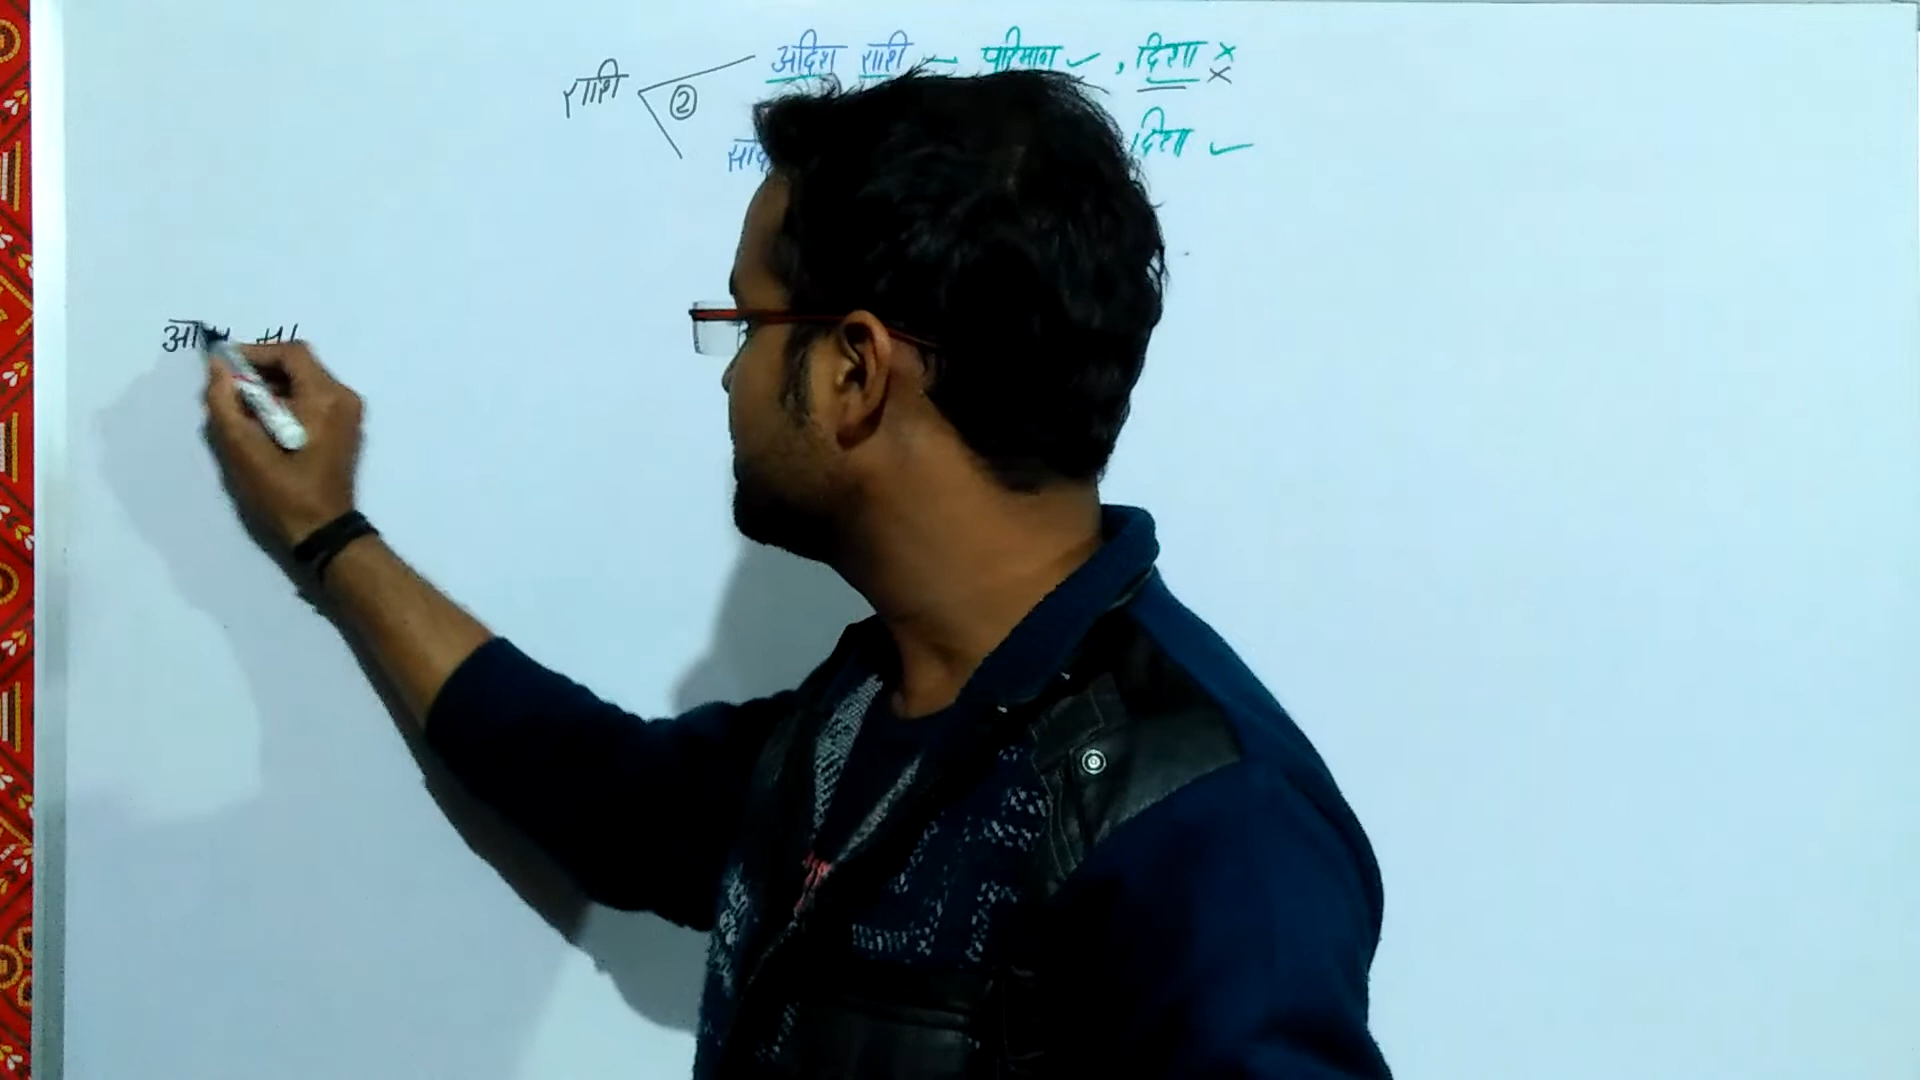 राशि ② अदिश राशि – परिमाण ✓, दिशा ×
×
दिशा ✓